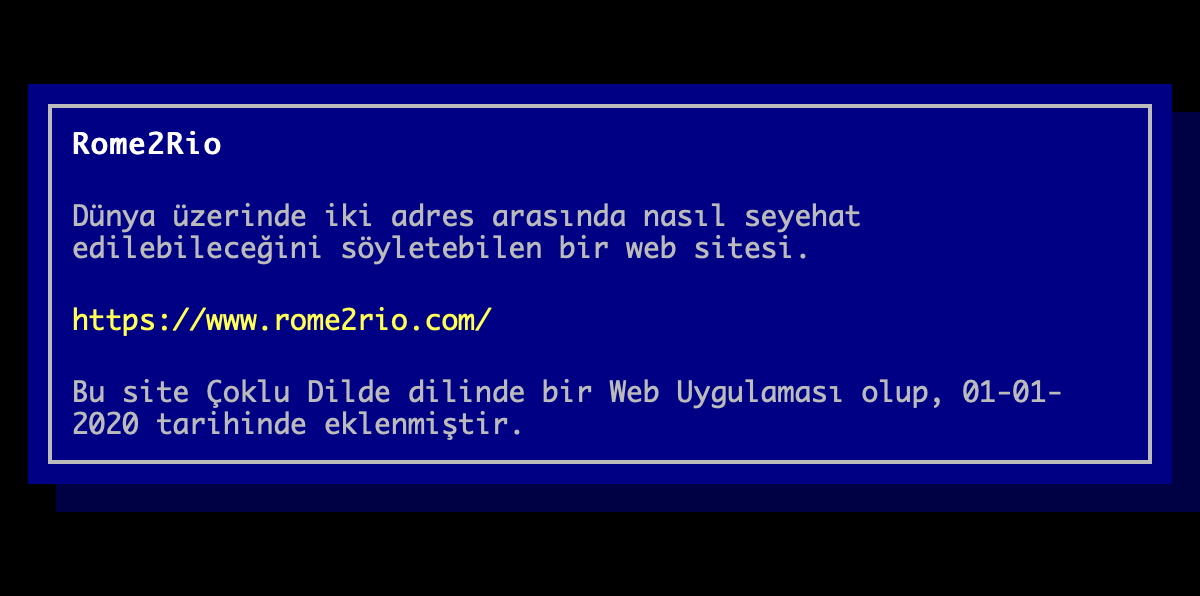 Rome2Rio
Dünya üzerinde iki adres arasında nasıl seyehat
edilebileceğini söyletebilen bir web sitesi.
https://www.rome2rio.com/
Bu site Çoklu Dilde dilinde bir Web Uygulaması olup, 01-01-
2020 tarihinde eklenmiştir.